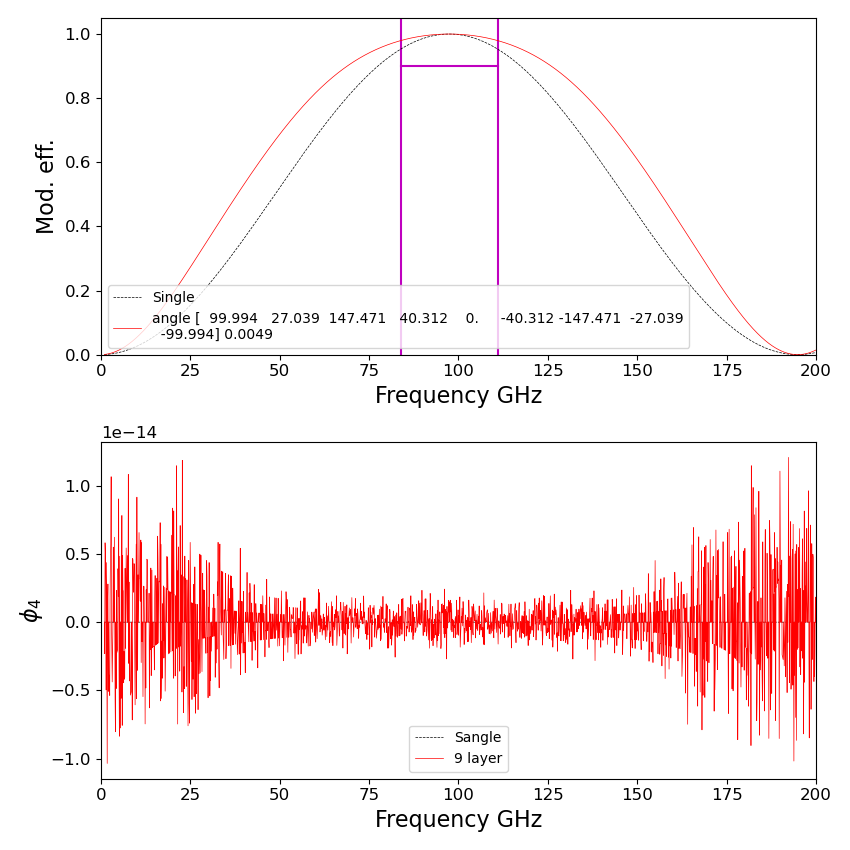 1.0
0.8
0.6
0.4
0.2
0.0
Mod. eff.
Single
angle [  99.994   27.039  147.471   40.312    0.     -40.312 -147.471  -27.039
-99.994] 0.0049
0 25 50 75 100 125 150 175 200
Frequency GHz
1e−14
1.0
0.5
0.0
−0.5
−1.0
ϕ4
Sangle
9 layer
0 25 50 75 100 125 150 175 200
Frequency GHz